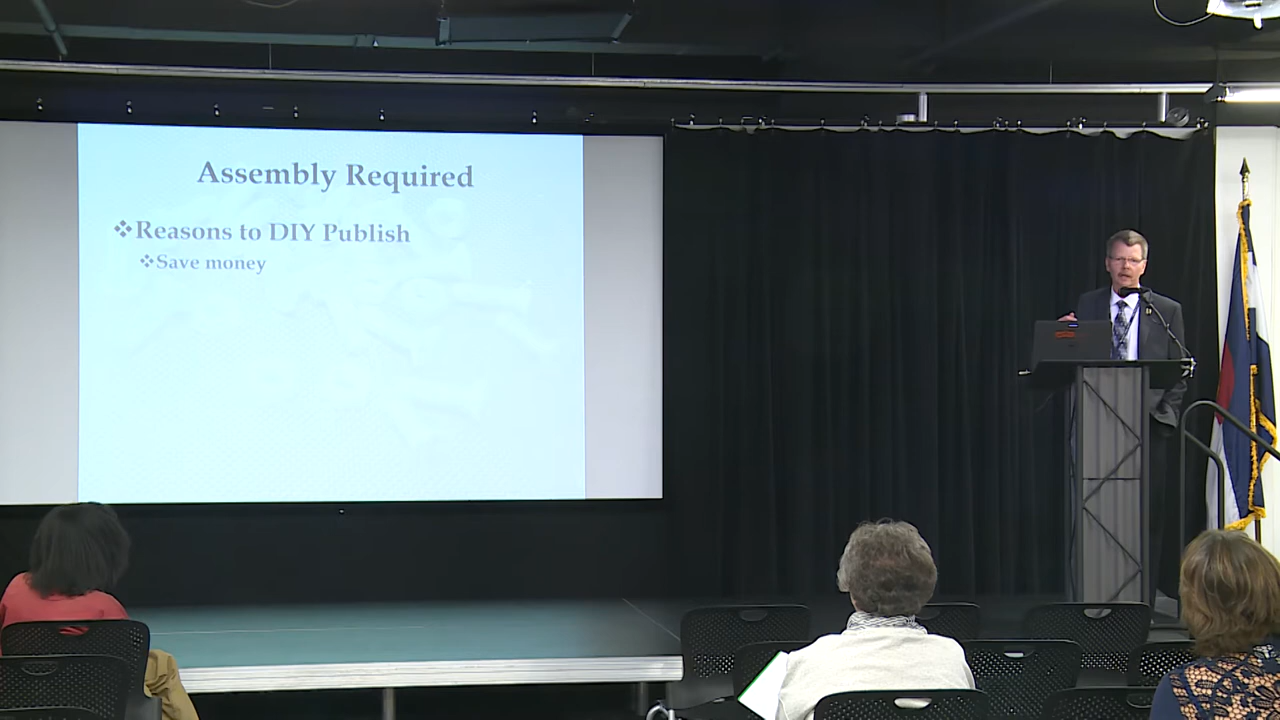 Assembly Required
❖Reasons to DIY Publish
❖Save money